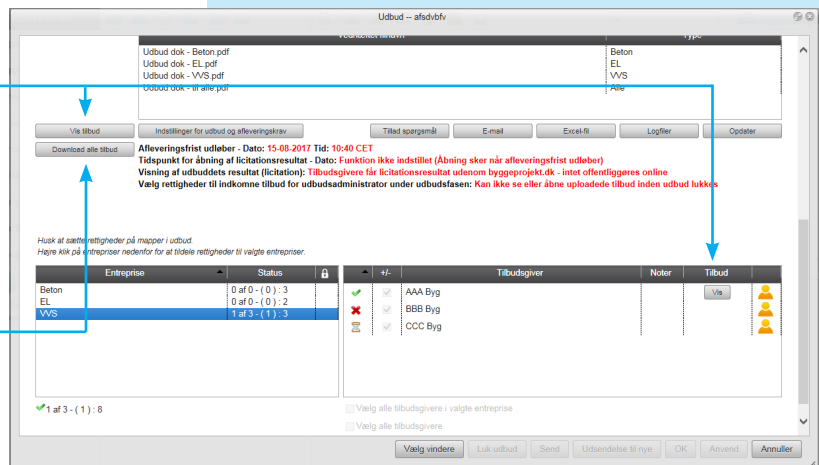 Udbud -- afsdvbfv
Vedhæftet filnavn Type
Udbud dok - Beton.pdf Beton
Udbud dok - EL.pdf EL
Udbud dok - VVS.pdf VVS
Udbud dok - til alle.pdf Alle
Vis tilbud Indstillinger for udbud og afleveringskrav Tillad spørgsmål E-mail Excel-fil Logfiler Opdater
Download alle tilbud
Afleveringsfrist udløber - Dato: 15-08-2017 Tid: 10:40 CET
Tidspunkt for åbning af licitationsresultat - Dato: Funktion ikke indstillet (Åbning sker når afleveringsfrist udløber)
Visning af udbuddets resultat (licitation): Tilbudsgivere får licitationsresultat udenom byggeprojekt.dk - intet offentliggøres online
Vælg rettigheder til indkomne tilbud for udbudsadministrator under udbudsfasen: Kan ikke se eller åbne uploadede tilbud inden udbud lukkes
Husk at sætte rettigheder på mapper i udbud.
Højre klik på entrepriser nedenfor for at tildele rettigheder til valgte entrepriser.
Entreprise Status
Beton 0 af 0 - ( 0 ) : 3
EL 0 af 0 - ( 0 ) : 2
VVS 1 af 3 - ( 1 ) : 3
+/- Tilbudsgiver Noter Tilbud
AAA Byg Vis
BBB Byg
CCC Byg
1 af 3 - ( 1 ) : 8
Vælg alle tilbudsgivere i valgte entreprise
Vælg alle tilbudsgivere
Vælg vindere Luk udbud Send Udsendelse til nye OK Anvend Annuller